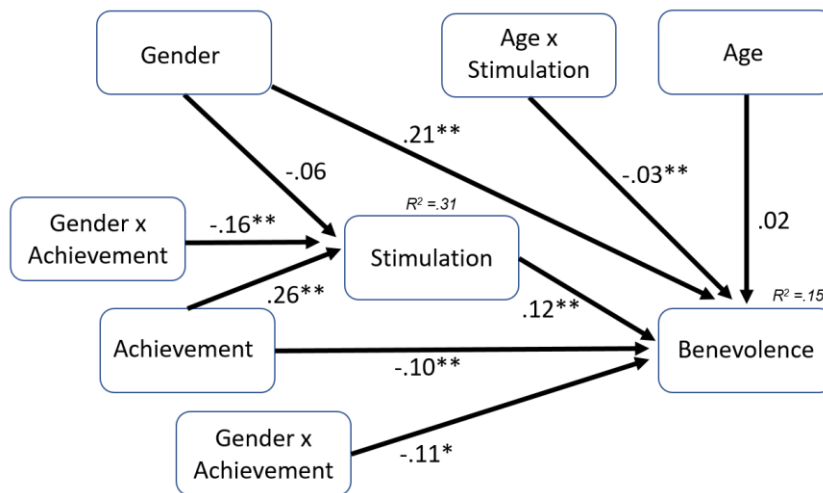 Gender
Age x
Stimulation
Age
.21**
-.06
-.03**
R² =.31
Gender x
Achievement
-.16**
Stimulation
.02
.26**
.12**
R² =.15
Achievement
-.10**
Benevolence
Gender x
Achievement
-.11*